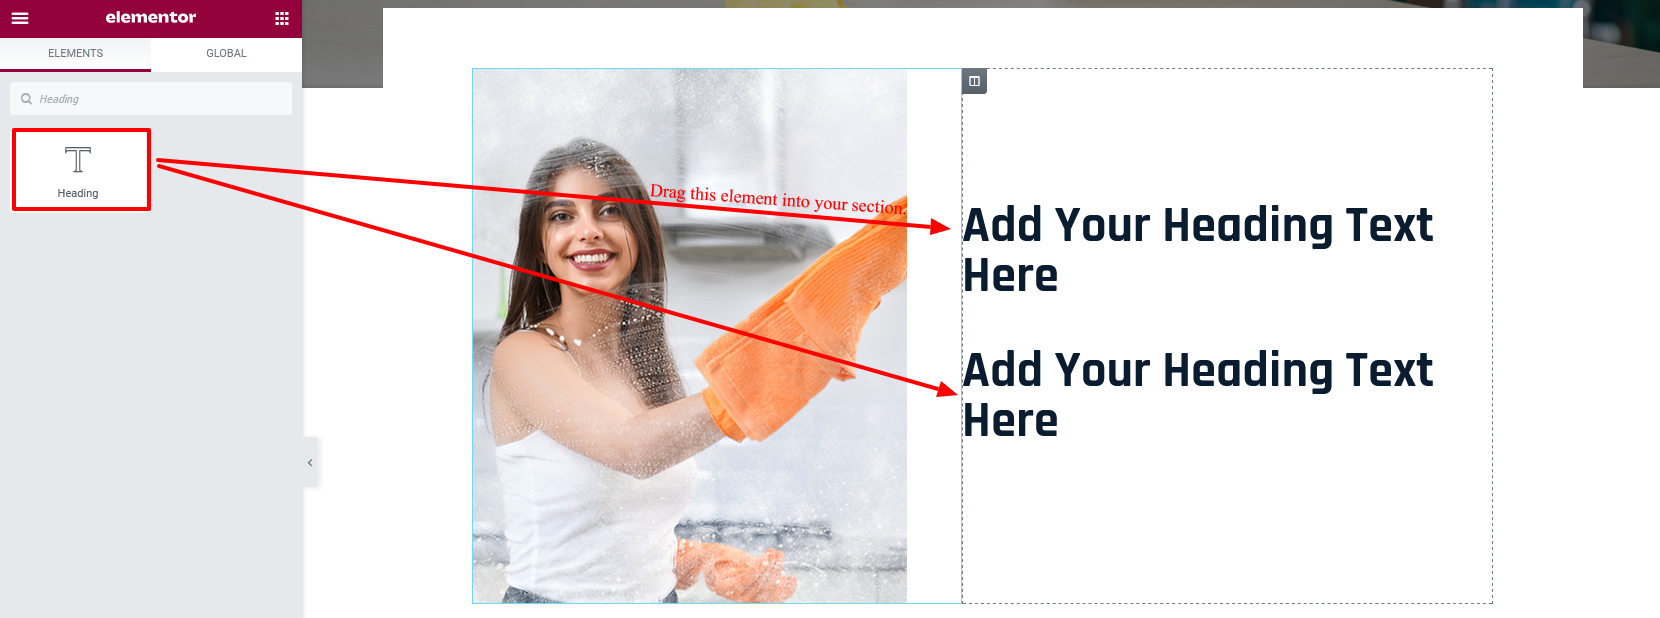 elementor
ELEMENTS
GLOBAL
Heading
Heading
Drag this element into your section.
Add Your Heading Text
Here
Add Your Heading Text
Here